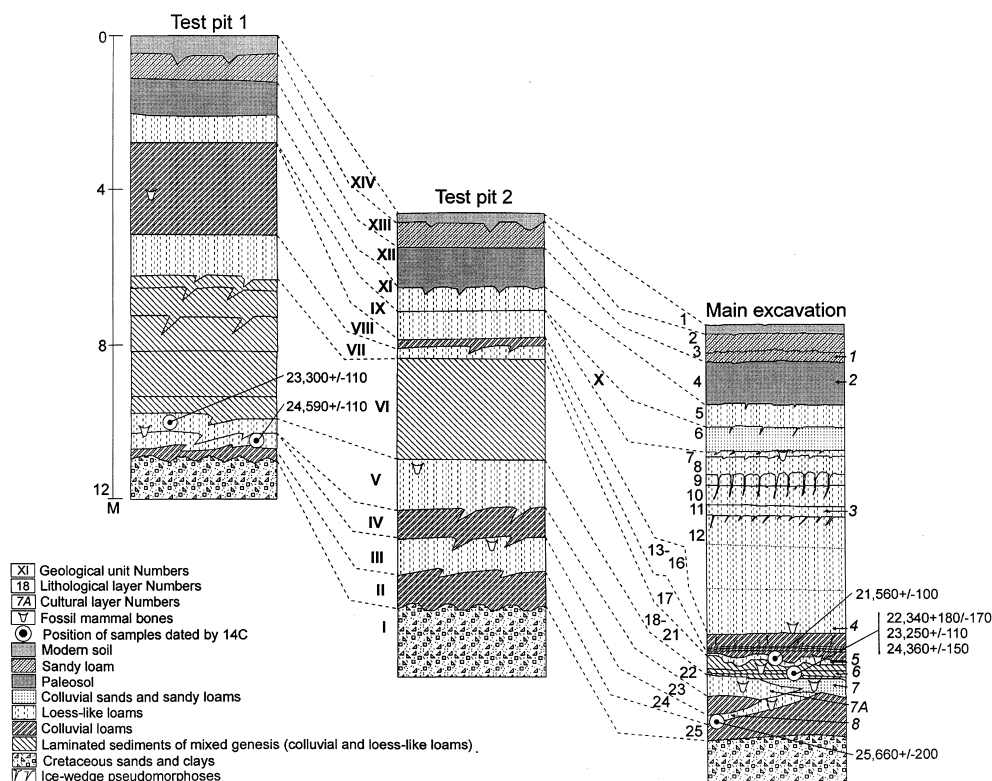 Test pit 1
0
4
8
12
M
23,300+/-110
24,590+/-110
XIV
XIII
XII
XI
IX
VIII
VII
VI
V
IV
III
II
I
Test pit 2
X
Main excavation
1
2
3
4
5
6
7
8
9
10
11
12
13-
16
17
18-
21
22
23
24
25
1
2
3
4
5
6
7
7A
8
21,560+/-100
22,340+180/-170
23,250+/-110
24,360+/-150
25,660+/-200
XI Geological unit Numbers
18 Lithological layer Numbers
7A Cultural layer Numbers
Fossil mammal bones
Position of samples dated by 14C
Modern soil
Sandy loam
Paleosol
Colluvial sands and sandy loams
Loess-like loams
Colluvial loams
Laminated sediments of mixed genesis (colluvial and loess-like loams)
Cretaceous sands and clays
Ice-wedge pseudomorphoses